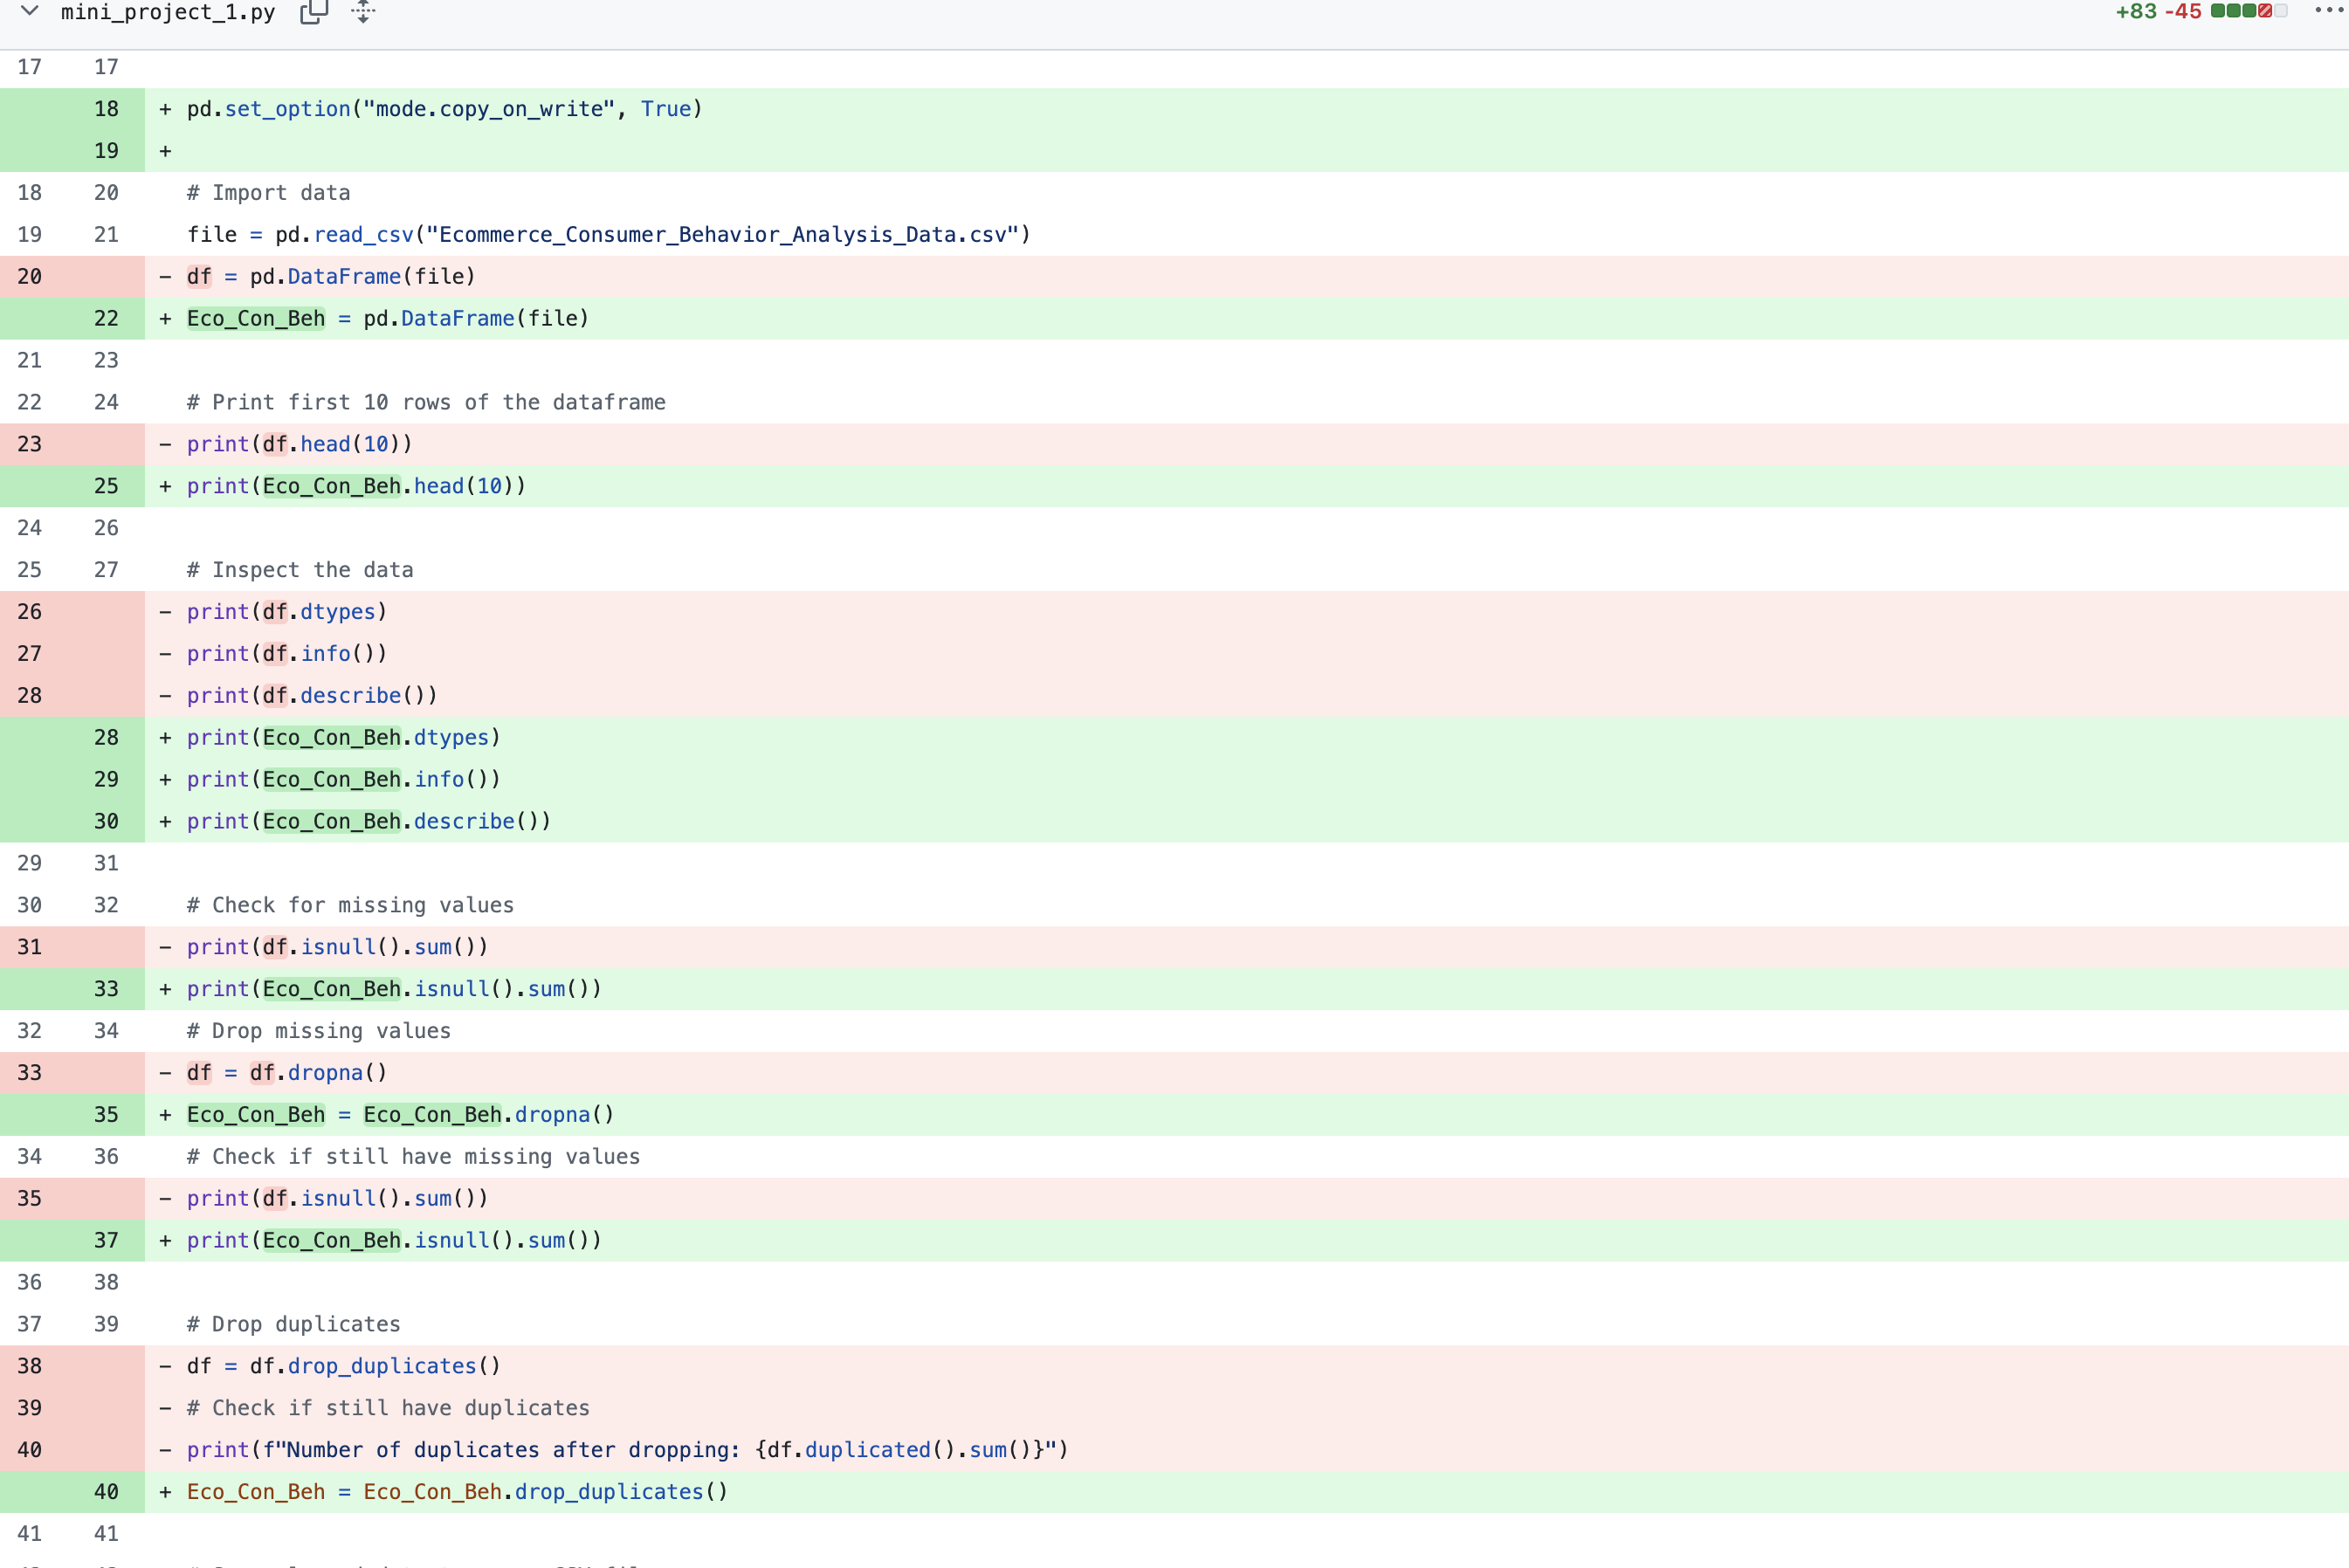 mini_project_1.py +83 -45
17 17
18 + pd.set_option("mode.copy_on_write", True)
19 +
18 20 # Import data
19 21 file = pd.read_csv("Ecommerce_Consumer_Behavior_Analysis_Data.csv")
20 - df = pd.DataFrame(file)
22 + Eco_Con_Beh = pd.DataFrame(file)
21 23
22 24 # Print first 10 rows of the dataframe
23 - print(df.head(10))
25 + print(Eco_Con_Beh.head(10))
24 26
25 27 # Inspect the data
26 - print(df.dtypes)
27 - print(df.info())
28 - print(df.describe())
28 + print(Eco_Con_Beh.dtypes)
29 + print(Eco_Con_Beh.info())
30 + print(Eco_Con_Beh.describe())
29 31
30 32 # Check for missing values
31 - print(df.isnull().sum())
33 + print(Eco_Con_Beh.isnull().sum())
32 34 # Drop missing values
33 - df = df.dropna()
35 + Eco_Con_Beh = Eco_Con_Beh.dropna()
34 36 # Check if still have missing values
35 - print(df.isnull().sum())
37 + print(Eco_Con_Beh.isnull().sum())
36 38
37 39 # Drop duplicates
38 - df = df.drop_duplicates()
39 - # Check if still have duplicates
40 - print(f"Number of duplicates after dropping: {df.duplicated().sum()}")
40 + Eco_Con_Beh = Eco_Con_Beh.drop_duplicates()
41 41